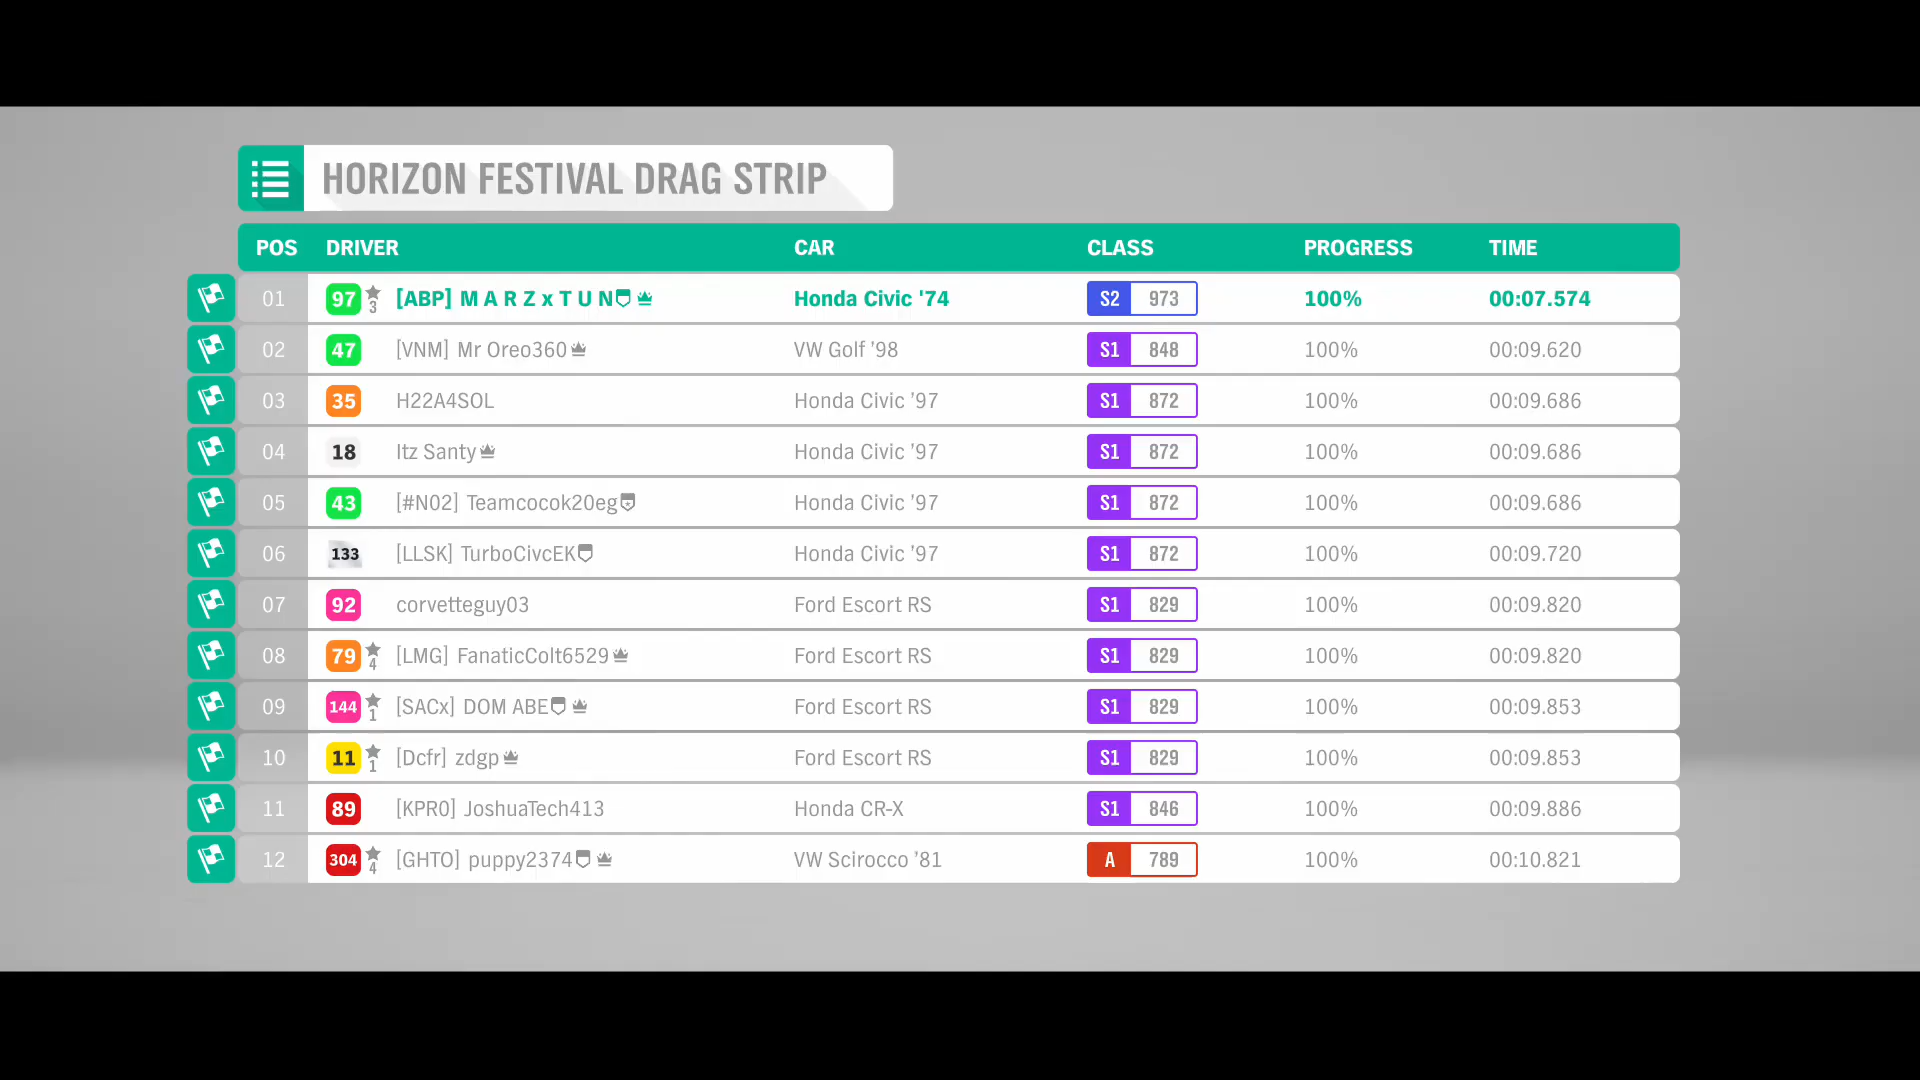 HORIZON FESTIVAL DRAG STRIP
POS DRIVER CAR CLASS PROGRESS TIME
01 97 3 [ABP] M A R Z x T U N Honda Civic '74 S2 973 100% 00:07.574
02 47 [VNM] Mr Oreo360 VW Golf '98 S1 848 100% 00:09.620
03 35 H22A4SOL Honda Civic '97 S1 872 100% 00:09.686
04 18 Itz Santy Honda Civic '97 S1 872 100% 00:09.686
05 43 [#N02] Teamcocok20eg Honda Civic '97 S1 872 100% 00:09.686
06 133 [LLSK] TurboCivcEK Honda Civic '97 S1 872 100% 00:09.720
07 92 corvetteguy03 Ford Escort RS S1 829 100% 00:09.820
08 79 4 [LMG] FanaticColt6529 Ford Escort RS S1 829 100% 00:09.820
09 144 1 [SACx] DOM ABE Ford Escort RS S1 829 100% 00:09.853
10 11 1 [Dcfr] zdgp Ford Escort RS S1 829 100% 00:09.853
11 89 [KPR0] JoshuaTech413 Honda CR-X S1 846 100% 00:09.886
12 304 4 [GHTO] puppy2374 VW Scirocco '81 A 789 100% 00:10.821